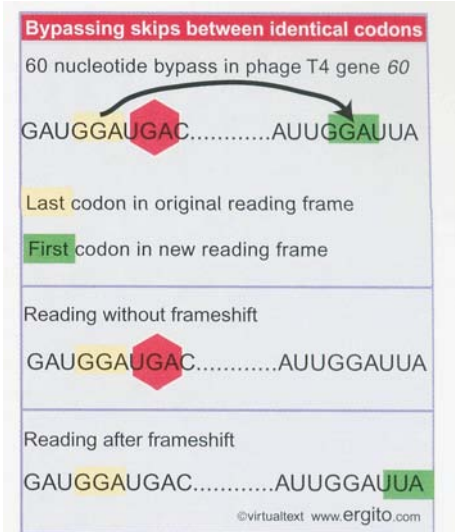 Bypassing skips between identical codons
60 nucleotide bypass in phage T4 gene 60
GAUGGAUGAC............AUUGGAUUA
Last codon in original reading frame
First codon in new reading frame
Reading without frameshift
GAUGGAUGAC............AUUGGAUUA
Reading after frameshift
GAUGGAUGAC............AUUGGAUUA
©virtualtext www.ergito.com